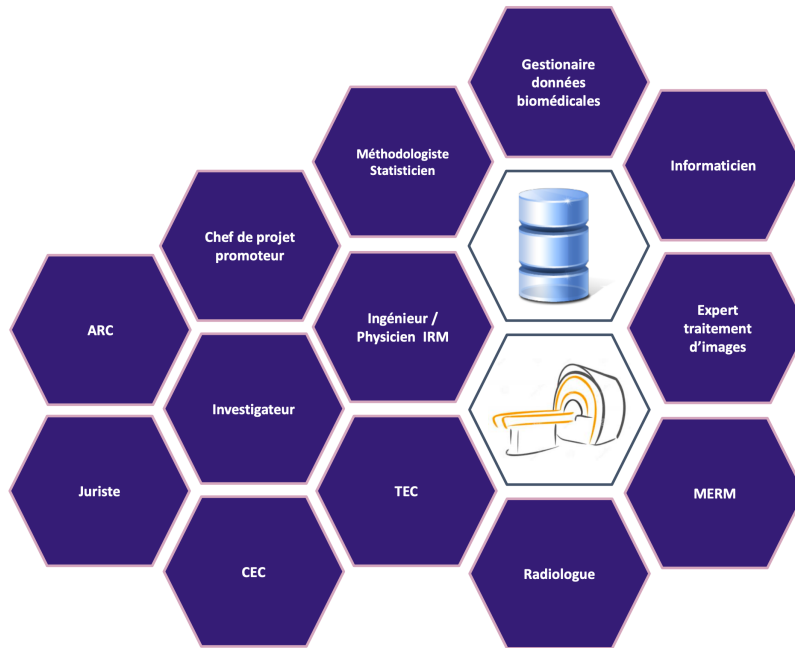 Gestionaire
données
biomédicales
Méthodologiste
Statisticien
Informaticien
Chef de projet
promoteur
Ingénieur /
Physicien IRM
Expert
traitement
d'images
ARC
Investigateur
Juriste
TEC
MERM
CEC
Radiologue